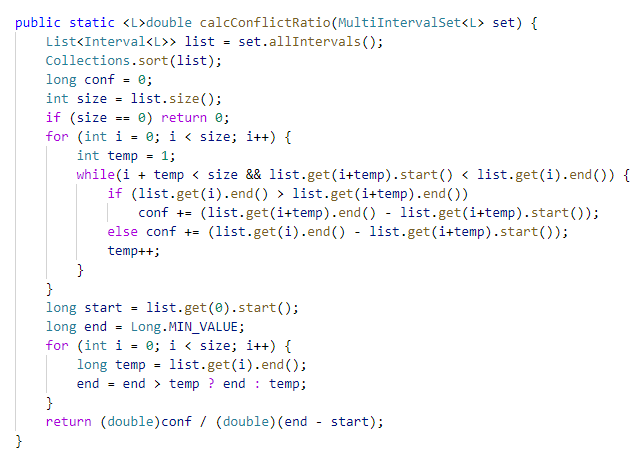 public static <L>double calcConflictRatio(MultiIntervalSet<L> set) {
    List<Interval<L>> list = set.allIntervals();
    Collections.sort(list);
    long conf = 0;
    int size = list.size();
    if (size == 0) return 0;
    for (int i = 0; i < size; i++) {
        int temp = 1;
        while(i + temp < size && list.get(i+temp).start() < list.get(i).end()) {
            if (list.get(i).end() > list.get(i+temp).end())
                conf += (list.get(i+temp).end() - list.get(i+temp).start());
            else conf += (list.get(i).end() - list.get(i+temp).start());
            temp++;
        }
    }
    long start = list.get(0).start();
    long end = Long.MIN_VALUE;
    for (int i = 0; i < size; i++) {
        long temp = list.get(i).end();
        end = end > temp ? end : temp;
    }
    return (double)conf / (double)(end - start);
}